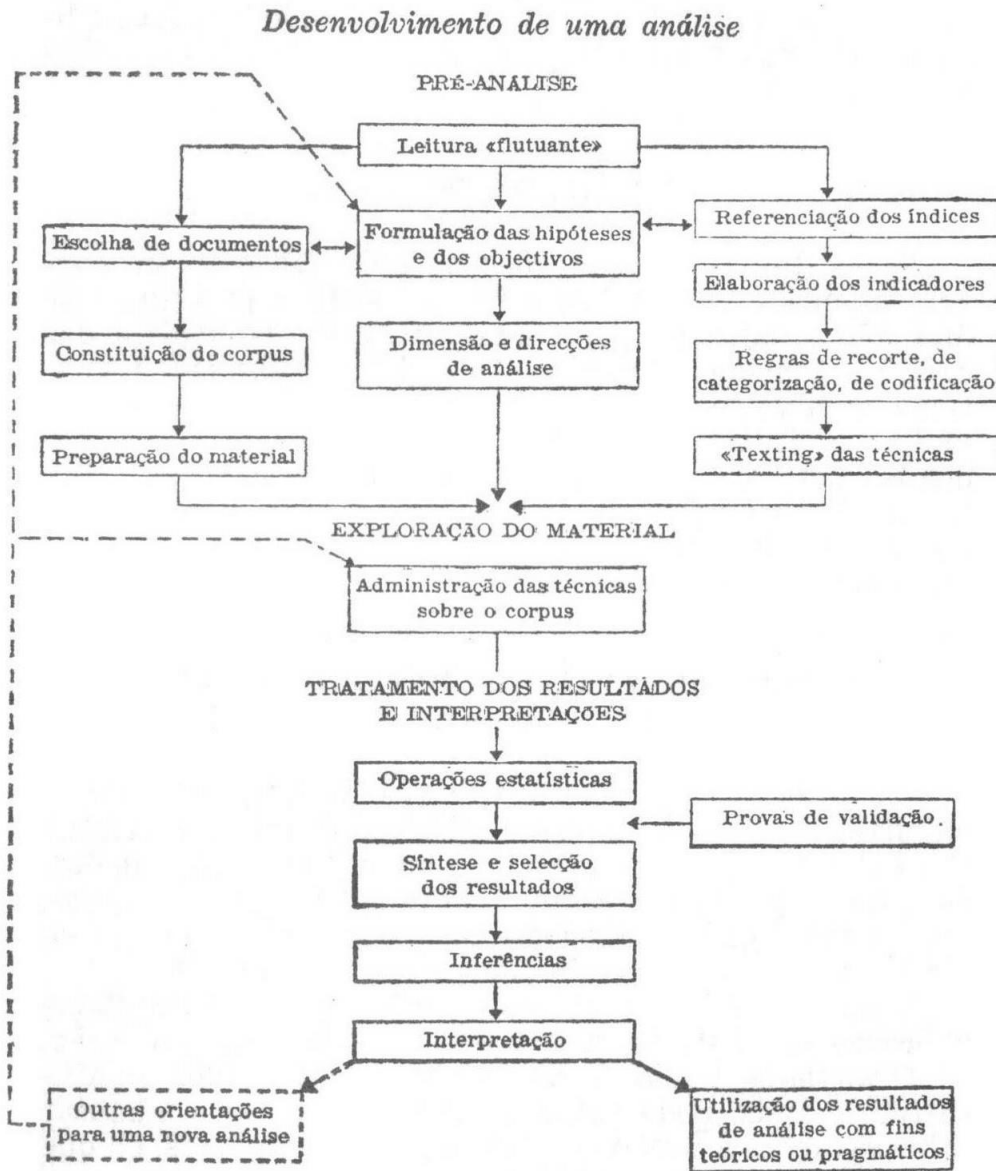 Desenvolvimento de uma análise
PRÉ-ANÁLISE
Leitura «flutuante»
Escolha de documentos
Formulação das hipóteses
e dos objectivos
Referenciação dos índices
Elaboração dos indicadores
Constituição do corpus
Dimensão e direcções
de análise
Regras de recorte, de
categorização, de codificação
Preparação do material
«Texting» das técnicas
EXPLORAÇÃO DO MATERIAL
Administração das técnicas
sobre o corpus
TRATAMENTO DOS RESULTADOS
E INTERPRETAÇÕES
Operações estatísticas
Provas de validação.
Síntese e selecção
dos resultados
Inferências
Interpretação
Outras orientações
para uma nova análise
Utilização dos resultados
de análise com fins
teóricos ou pragmáticos